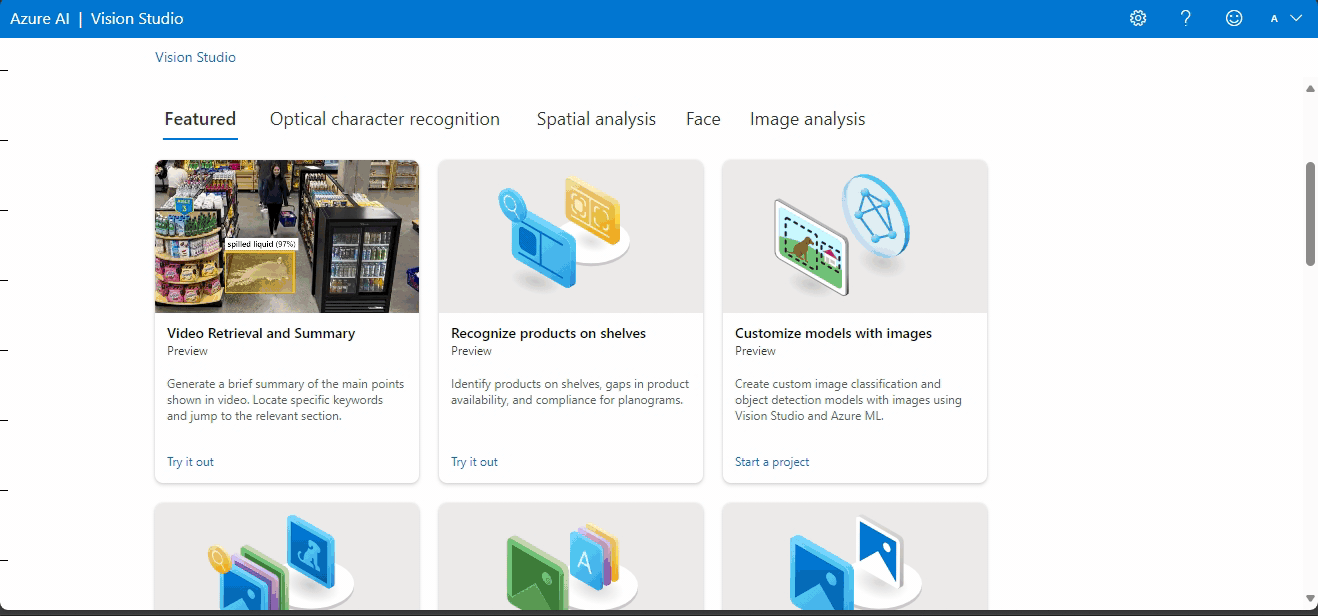 Azure AI | Vision Studio
A
Vision Studio
Featured Optical character recognition Spatial analysis Face Image analysis
AISLE
3
spilled liquid (97%)
Video Retrieval and Summary
Preview
Generate a brief summary of the main points
shown in video. Locate specific keywords
and jump to the relevant section.
Try it out
Recognize products on shelves
Preview
Identify products on shelves, gaps in product
availability, and compliance for planograms.
Try it out
Customize models with images
Preview
Create custom image classification and
object detection models with images using
Vision Studio and Azure ML.
Start a project
A